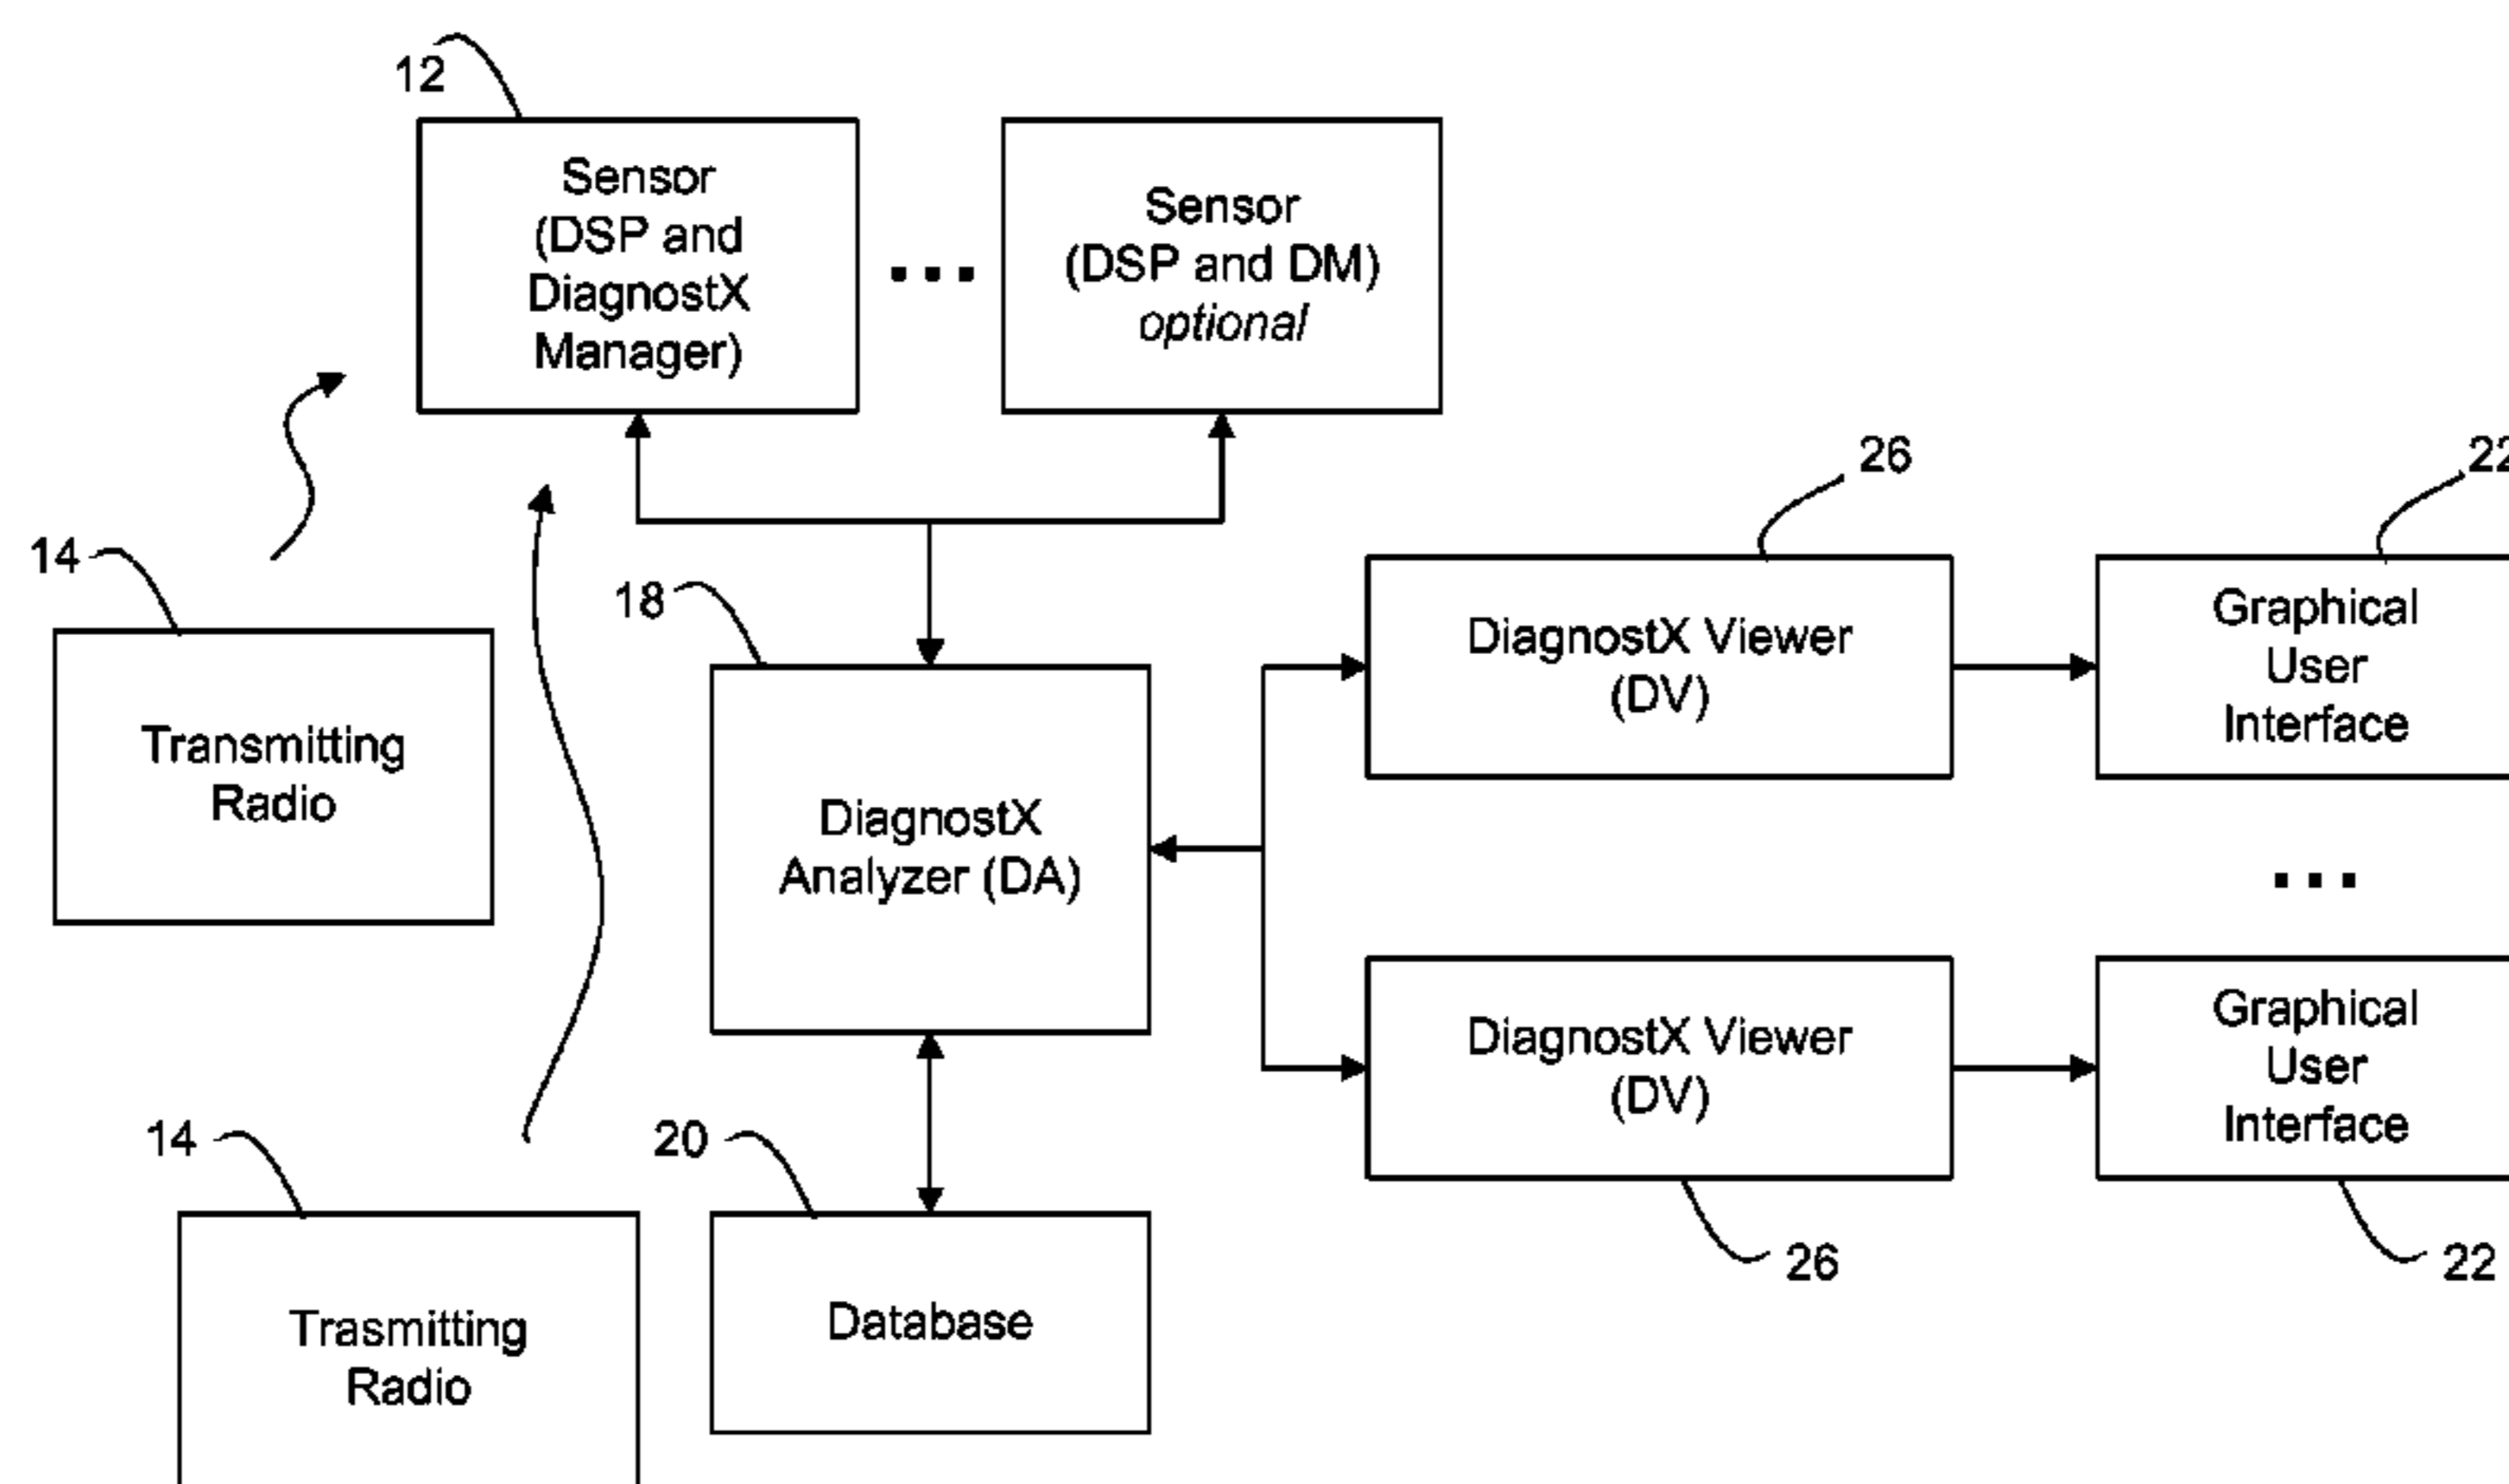 12
Sensor
(DSP and
DiagnostX
Manager)
...
Sensor
(DSP and DM)
optional
26
22
14
18
Transmitting
Radio
DiagnostX
Analyzer (DA)
DiagnostX Viewer
(DV)
Graphical
User
Interface
...
DiagnostX Viewer
(DV)
Graphical
User
Interface
14
20
26
22
Trasmitting
Radio
Database